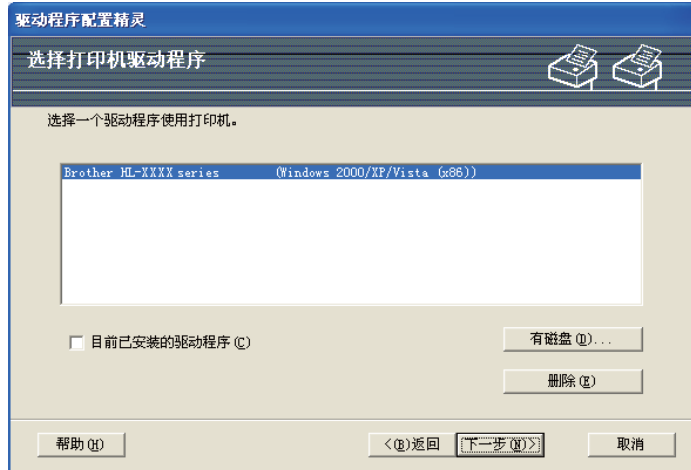 驱动程序配置精灵
选择打印机驱动程序
选择一个驱动程序使用打印机。
Brother HL-XXXX series (Windows 2000/XP/Vista (x86))
目前已安装的驱动程序(C)
有磁盘(D)...
删除(E)
帮助(H)
<(B)返回 下一步(N)> 取消